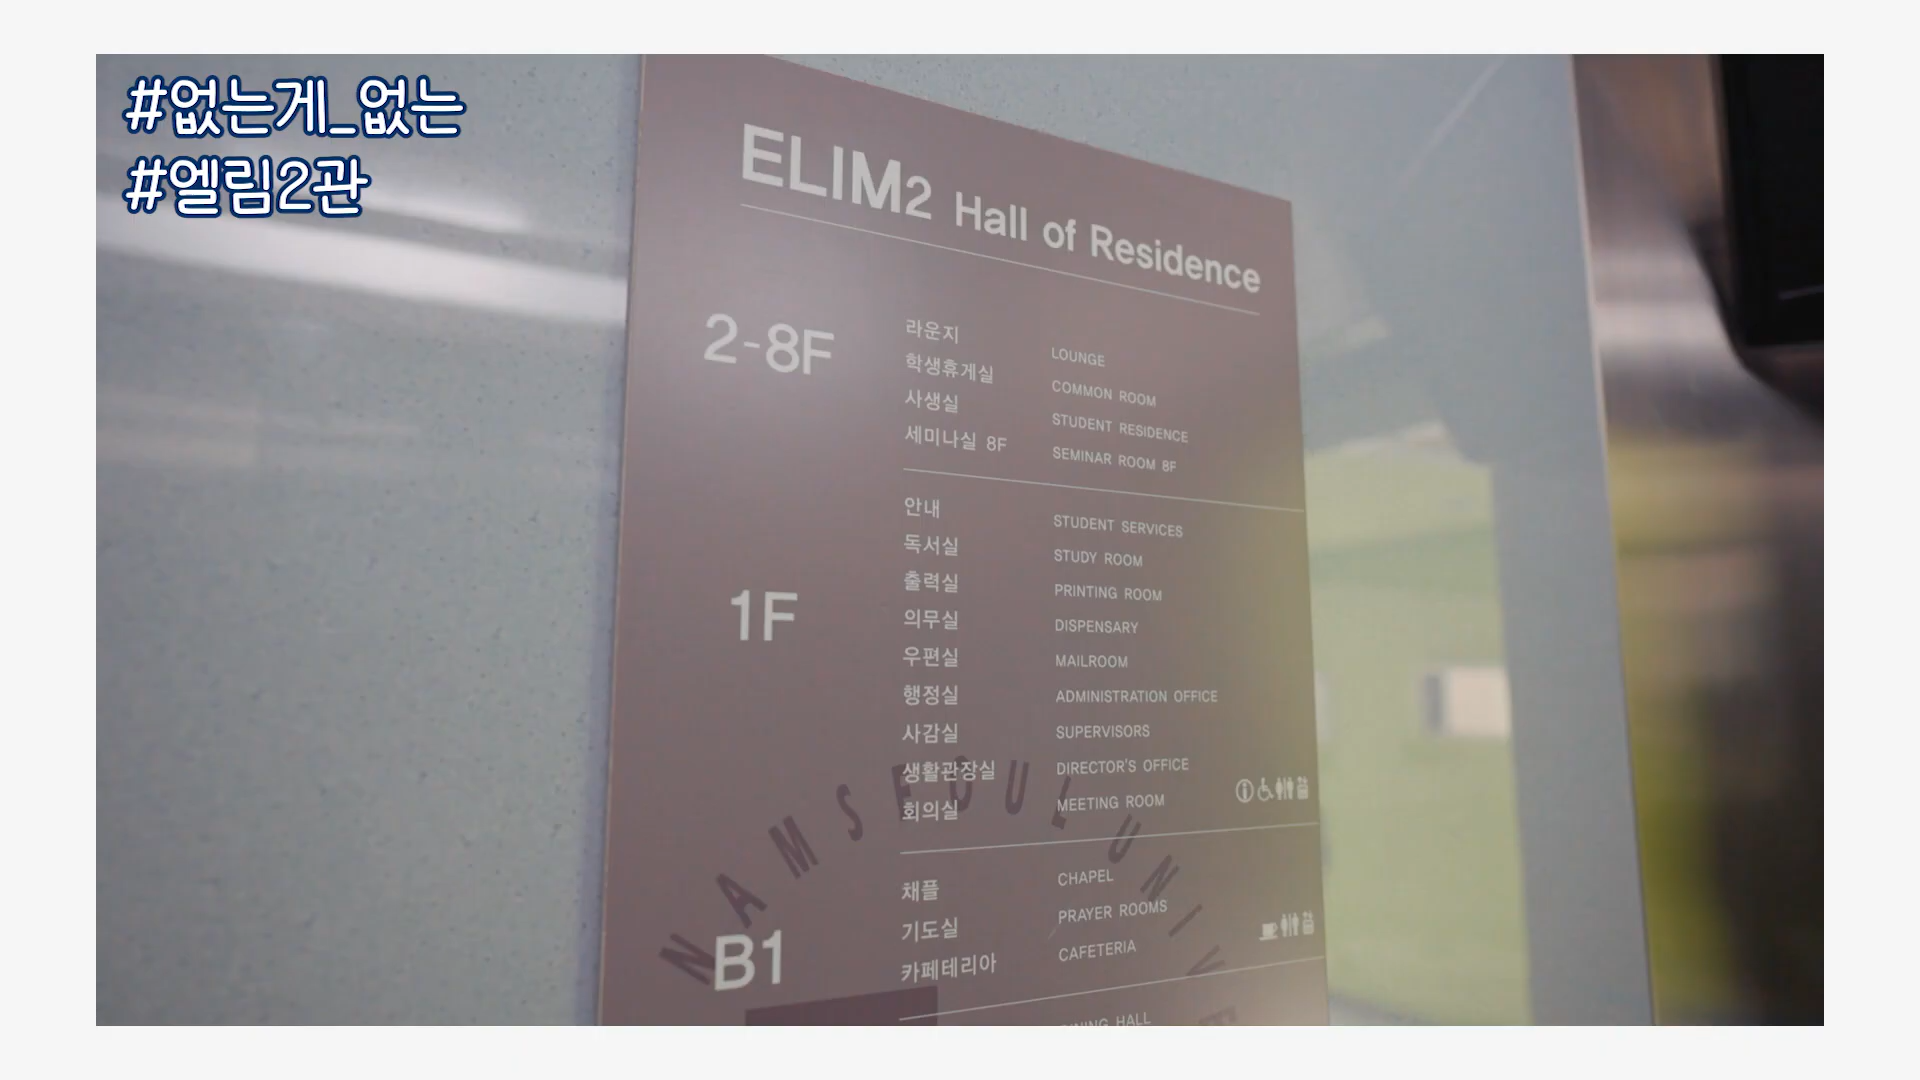 #없는게_없는
#엘림2관
ELIM2 Hall of Residence
2-8F
라운지 LOUNGE
학생휴게실 COMMON ROOM
사생실 STUDENT RESIDENCE
세미나실 8F SEMINAR ROOM 8F
1F
안내 STUDENT SERVICES
독서실 STUDY ROOM
출력실 PRINTING ROOM
의무실 DISPENSARY
우편실 MAILROOM
행정실 ADMINISTRATION OFFICE
사감실 SUPERVISORS
생활관장실 DIRECTOR'S OFFICE
회의실 MEETING ROOM
NAMSEOUL UNIV
B1
채플 CHAPEL
기도실 PRAYER ROOMS
카페테리아 CAFETERIA
HALL